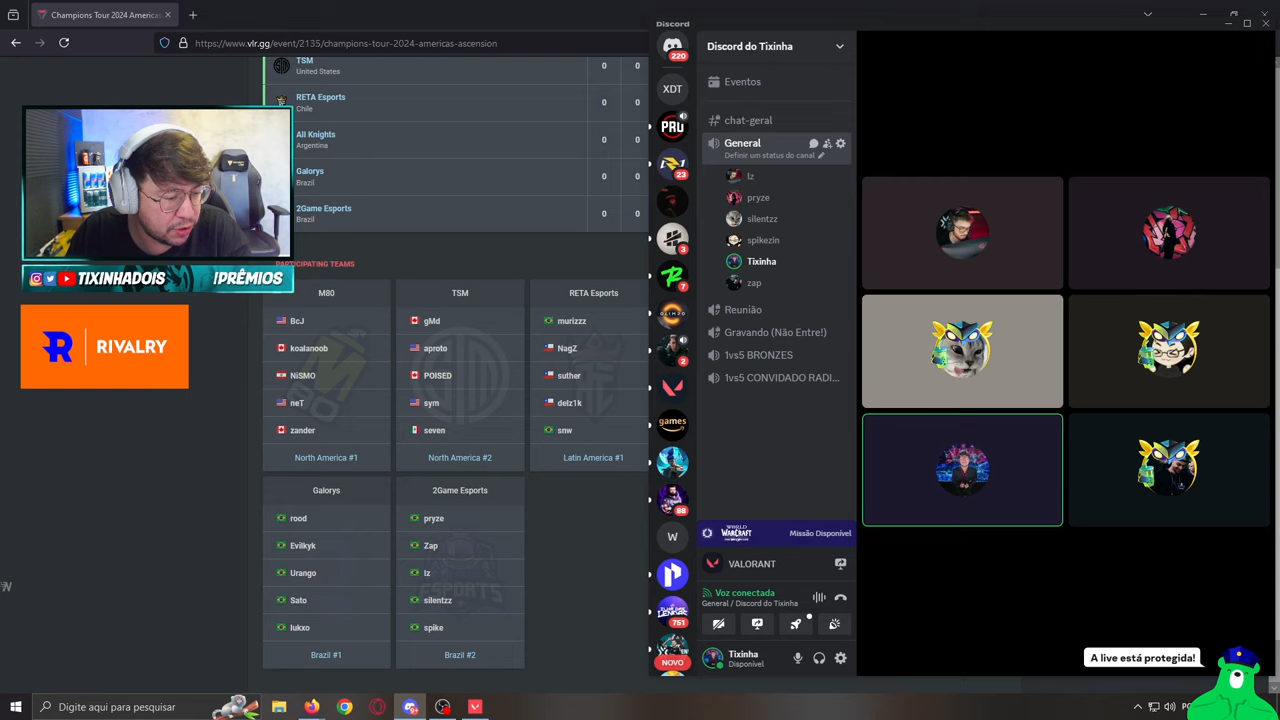 Champions Tour 2024 Americas
https://www.vlr.gg/event/2135/champions-tour-2024-americas-ascension
TSM
United States
0 0
RETA Esports
Chile
0 0
All Knights
Argentina
0 0
Galorys
Brazil
0 0
2Game Esports
Brazil
0 0
PARTICIPATING TEAMS
TIXINHADOIS
!PRÊMIOS
RIVALRY
M80
BcJ
koalanoob
NiSMO
neT
zander
North America #1
TSM
gMd
aproto
POISED
sym
seven
North America #2
RETA Esports
murizzz
NagZ
suther
delz1k
snw
Latin America #1
Galorys
rood
Evilkyk
Urango
Sato
lukxo
Brazil #1
2Game Esports
pryze
Zap
lz
silentzz
spike
Brazil #2
Discord
220
XDT
PRU
23
3
7
OLIMPO
2
games
88
W
751
NOVO
Discord do Tixinha
Eventos
chat-geral
General
Definir um status do canal
lz
pryze
silentzz
spikezin
Tixinha
zap
Reunião
Gravando (Não Entre!)
1vs5 BRONZES
1vs5 CONVIDADO RADI...
WORLD WARCRAFT
Missão Disponível
VALORANT
Voz conectada
General / Discord do Tixinha
Tixinha
Disponível
A live está protegida!
Digite aqui para pesquisar